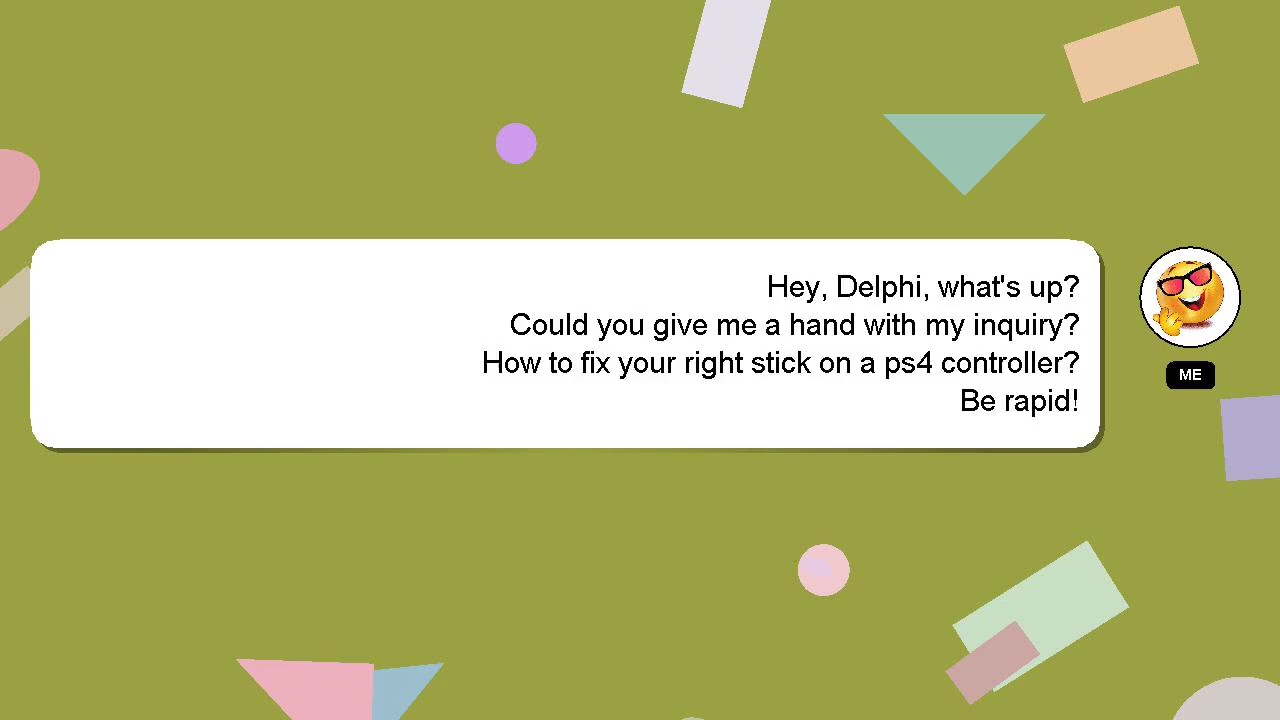 Hey, Delphi, what's up?
Could you give me a hand with my inquiry?
How to fix your right stick on a ps4 controller?
Be rapid!
ME